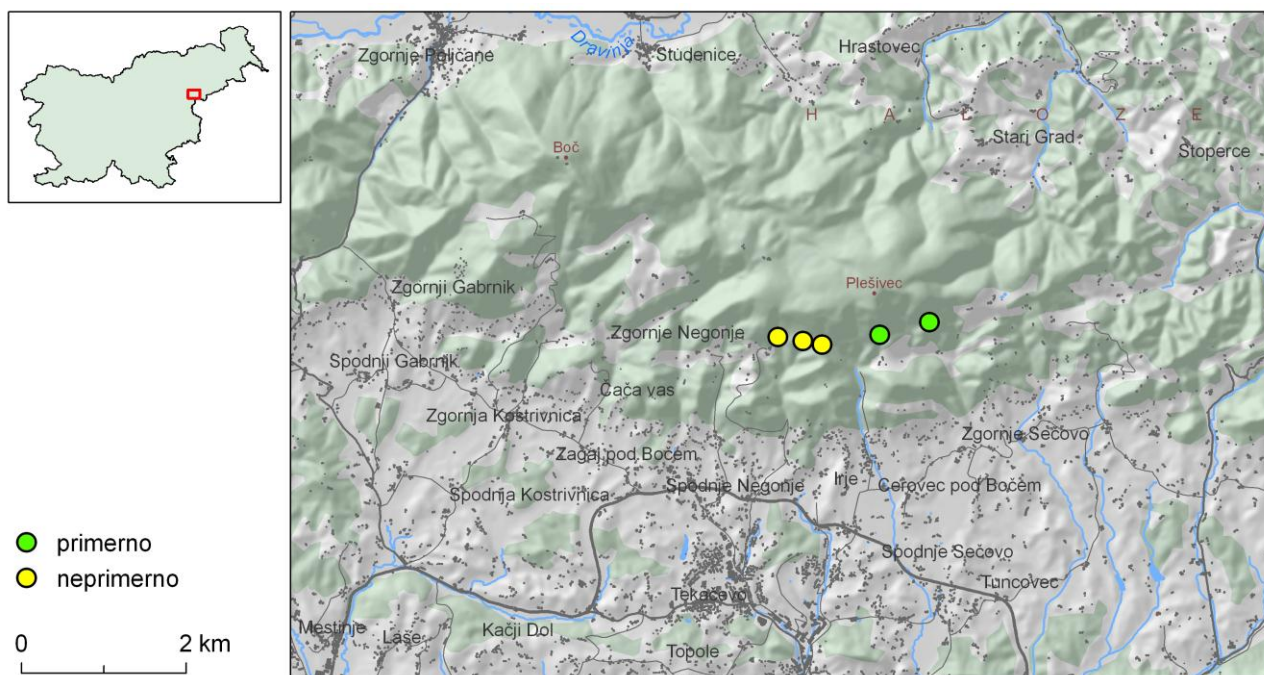 Zgornje Poljčane
Dravinja
Studenice
Hrastovec
H A L O Z E
Stari Grad
Stoperce
Boč
Zgornji Gabrnik
Plešivec
Zgornje Negonje
Spodnji Gabrnik
Čača vas
Zgornja Kostrivnica
Zgornje Sečovo
Zagaj pod Bočem
Spodnja Kostrivnica
Spodnje Negonje
Irje
Cerovec pod Bočem
primerno
Spodnje Sečovo
neprimerno
Tuncovec
Tekačevo
Mestinje
Laše
Kačji Dol
Topole
0 2 km